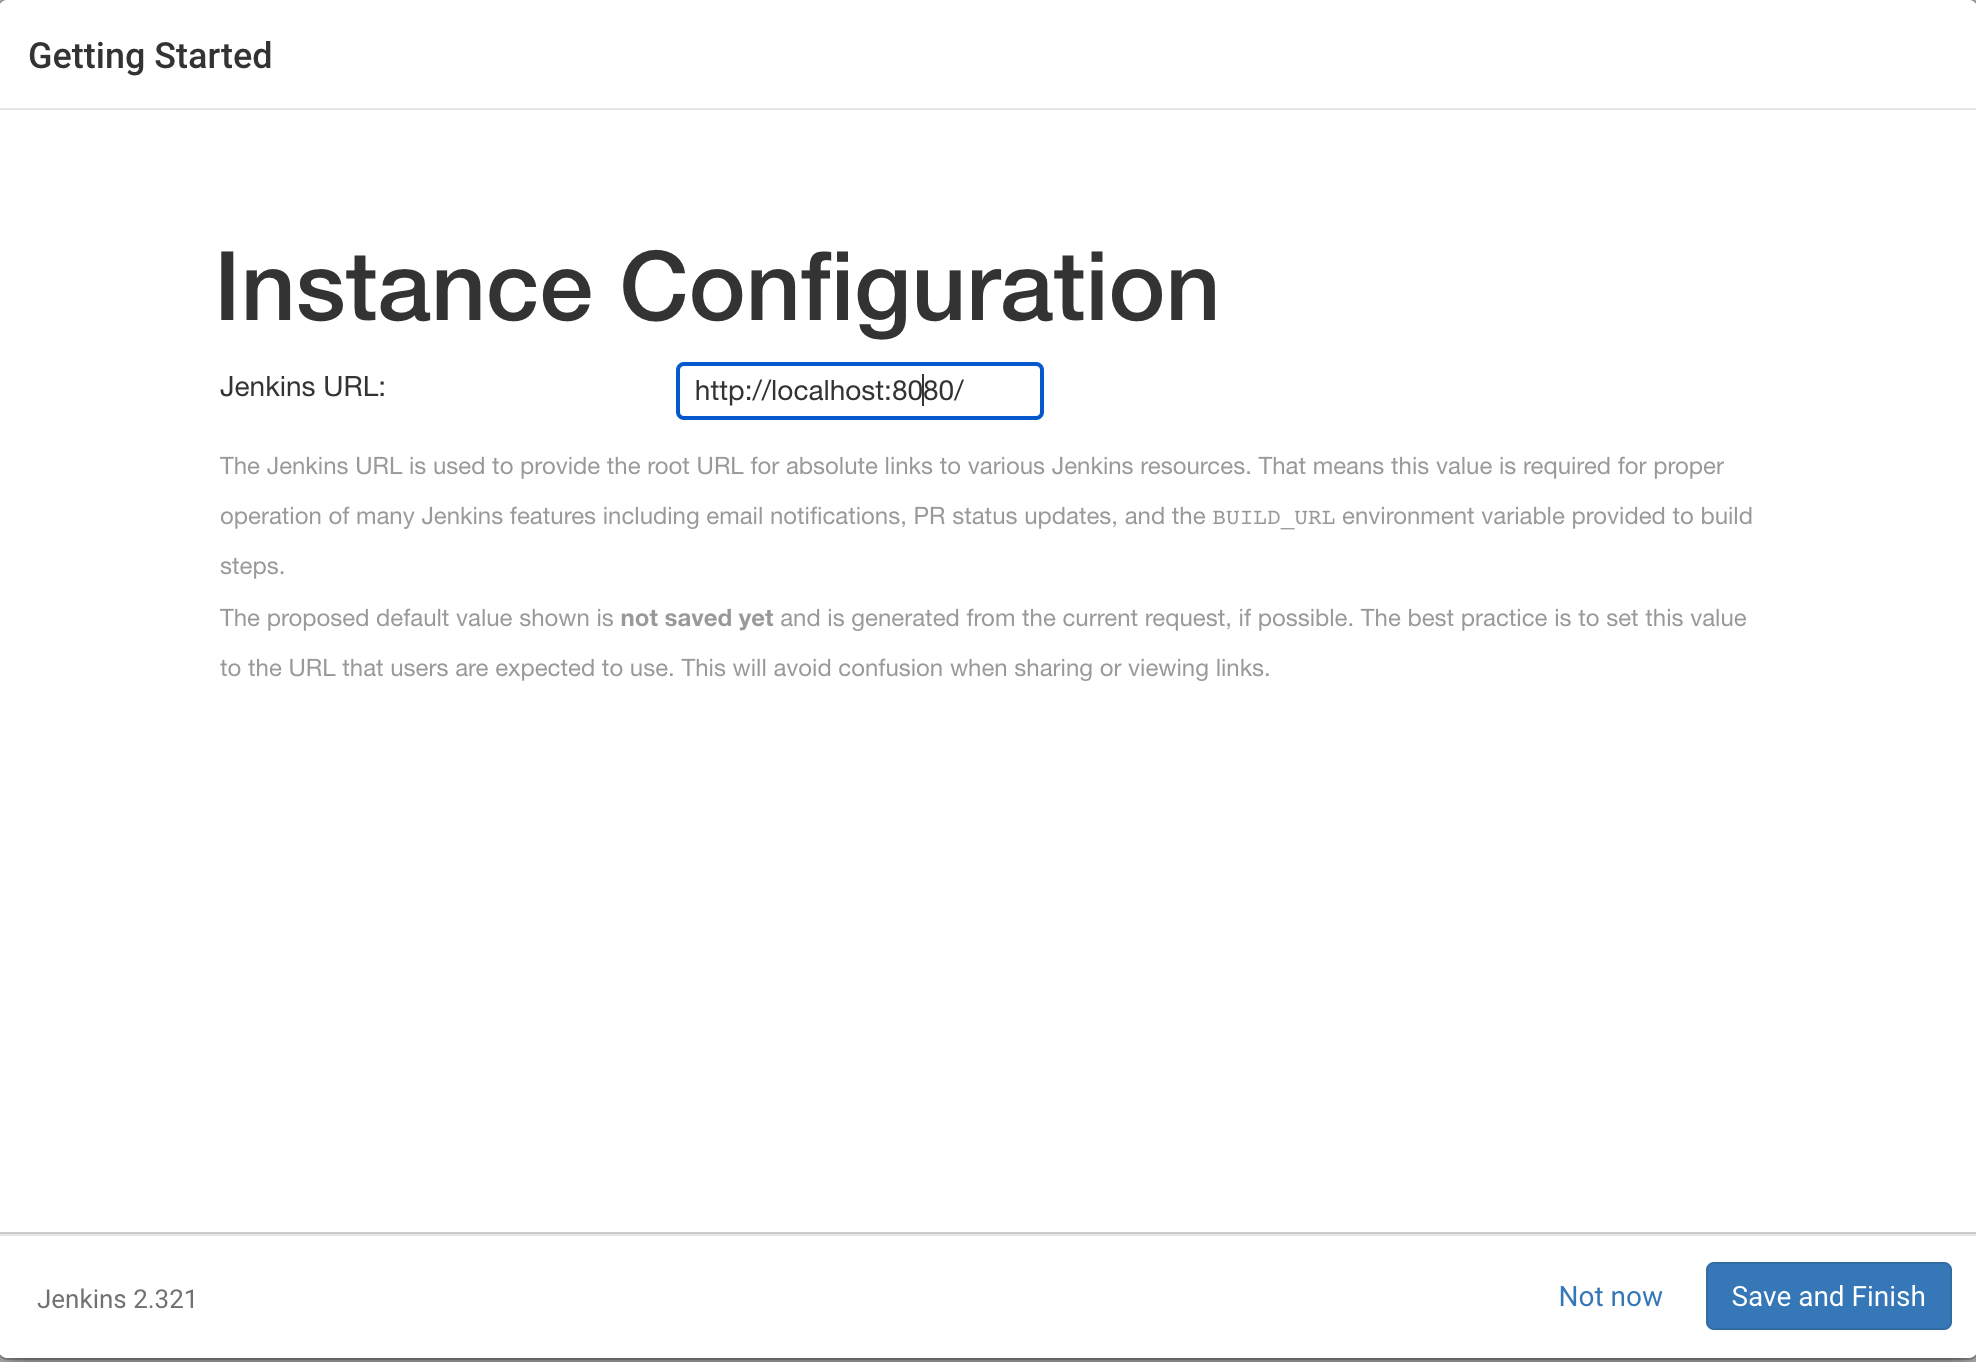 Getting Started
Instance Configuration
Jenkins URL:
http://localhost:8080/
The Jenkins URL is used to provide the root URL for absolute links to various Jenkins resources. That means this value is required for proper
operation of many Jenkins features including email notifications, PR status updates, and the BUILD_URL environment variable provided to build
steps.
The proposed default value shown is not saved yet and is generated from the current request, if possible. The best practice is to set this value
to the URL that users are expected to use. This will avoid confusion when sharing or viewing links.
Jenkins 2.321
Not now
Save and Finish